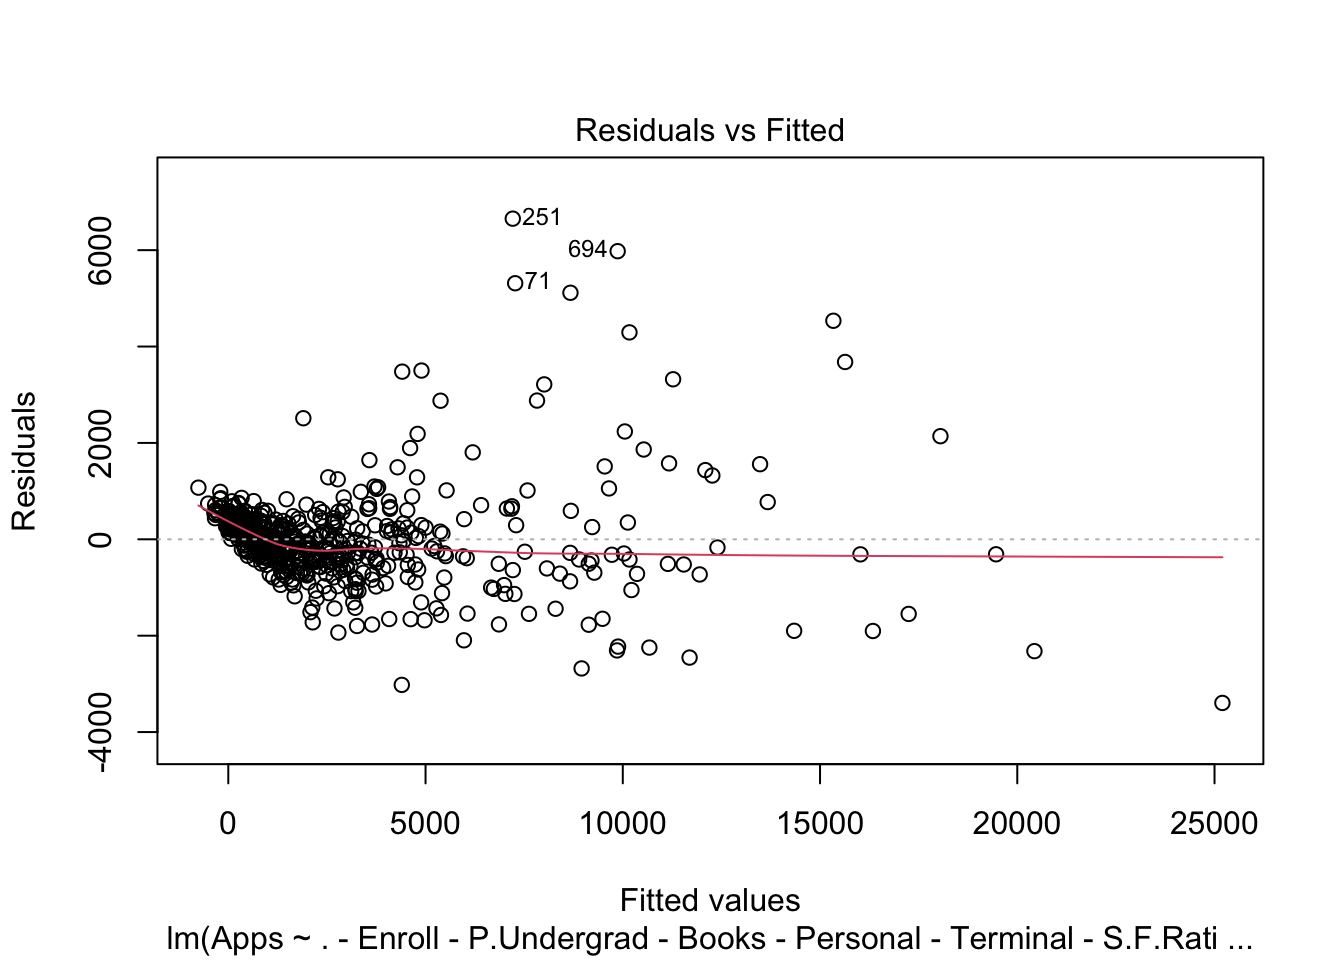 Residuals vs Fitted
251
694
71
Residuals
6000
2000
0
-4000
0 5000 10000 15000 20000 25000
Fitted values
lm(Apps ~ . - Enroll - P.Undergrad - Books - Personal - Terminal - S.F.Rati ...